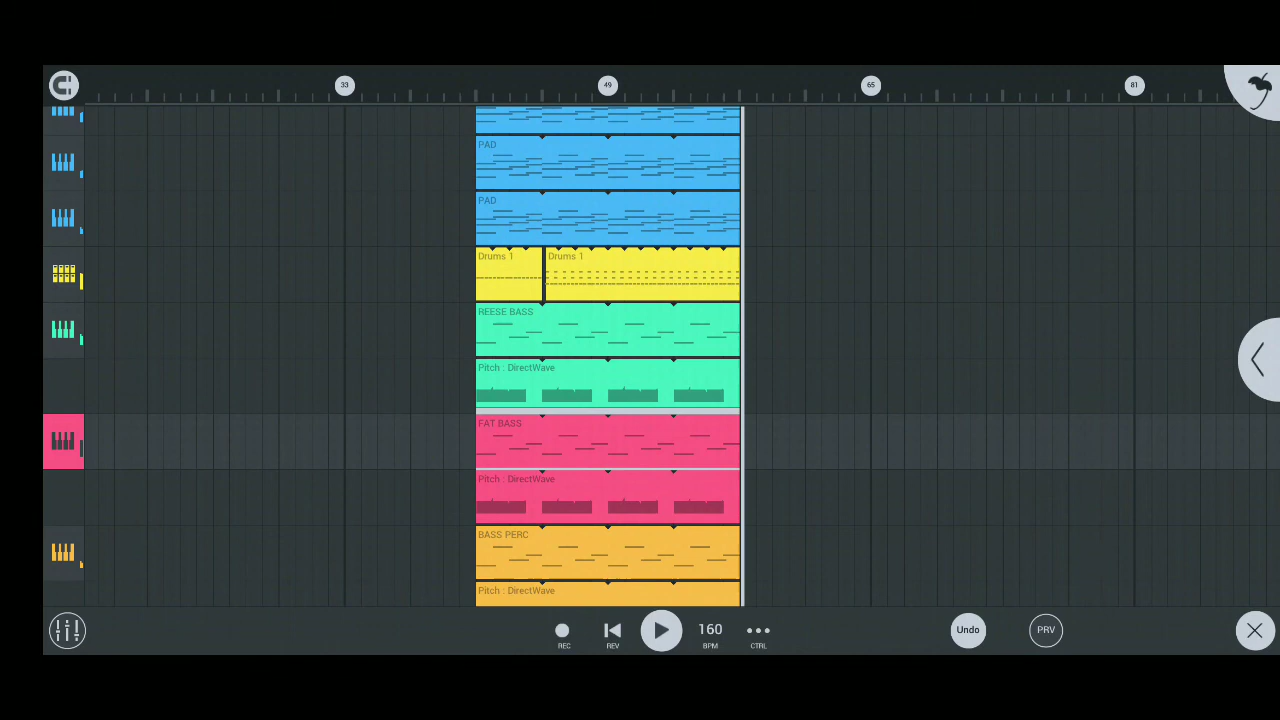 33 49 65 81
PAD
PAD
Drums 1 Drums 1
REESE BASS
Pitch : DirectWave
FAT BASS
Pitch : DirectWave
BASS PERC
Pitch : DirectWave
160 Undo PRV
REC REV BPM CTRL